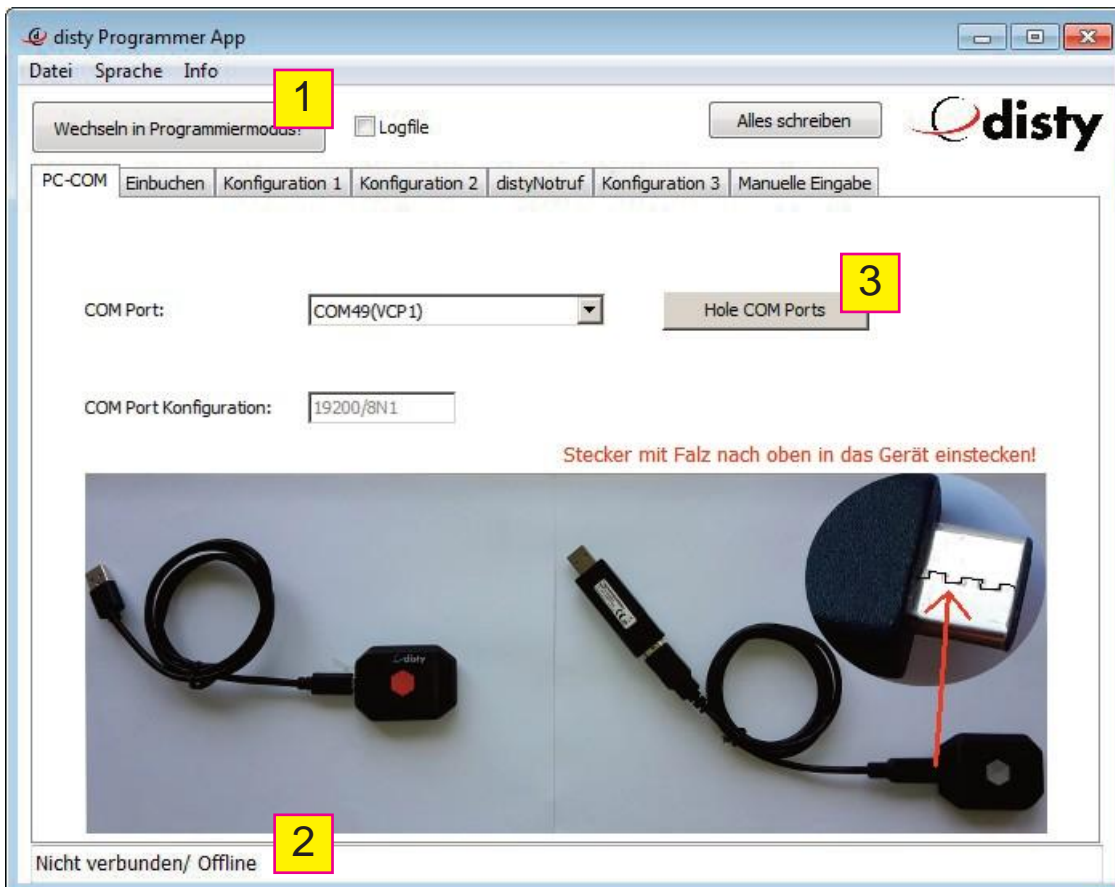 disty Programmer App
Datei Sprache Info
1
Wechseln in Programmiermodus!
Logfile
Alles schreiben
disty
PC-COM Einbuchen Konfiguration 1 Konfiguration 2 distyNotruf Konfiguration 3 Manuelle Eingabe
3
COM Port:
COM49(VCP1)
Hole COM Ports
COM Port Konfiguration:
19200/8N1
Stecker mit Falz nach oben in das Gerät einstecken!
disty
2
Nicht verbunden/ Offline